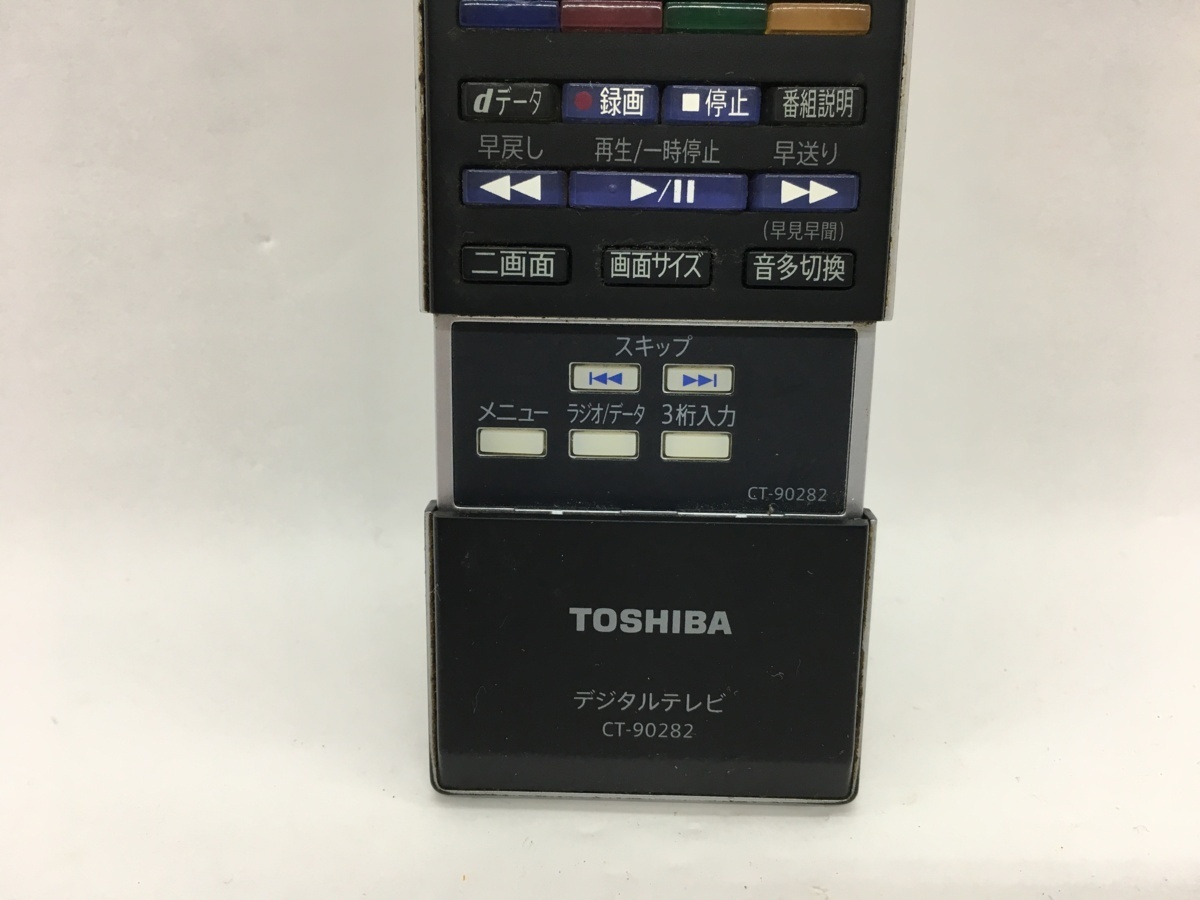 dデータ 録画 停止 番組説明
早戻し 再生/一時停止 早送り
(早見早聞)
二画面 画面サイズ 音多切換
スキップ
メニュー ラジオ/データ 3桁入力
CT-90282
TOSHIBA
デジタルテレビ
CT-90282